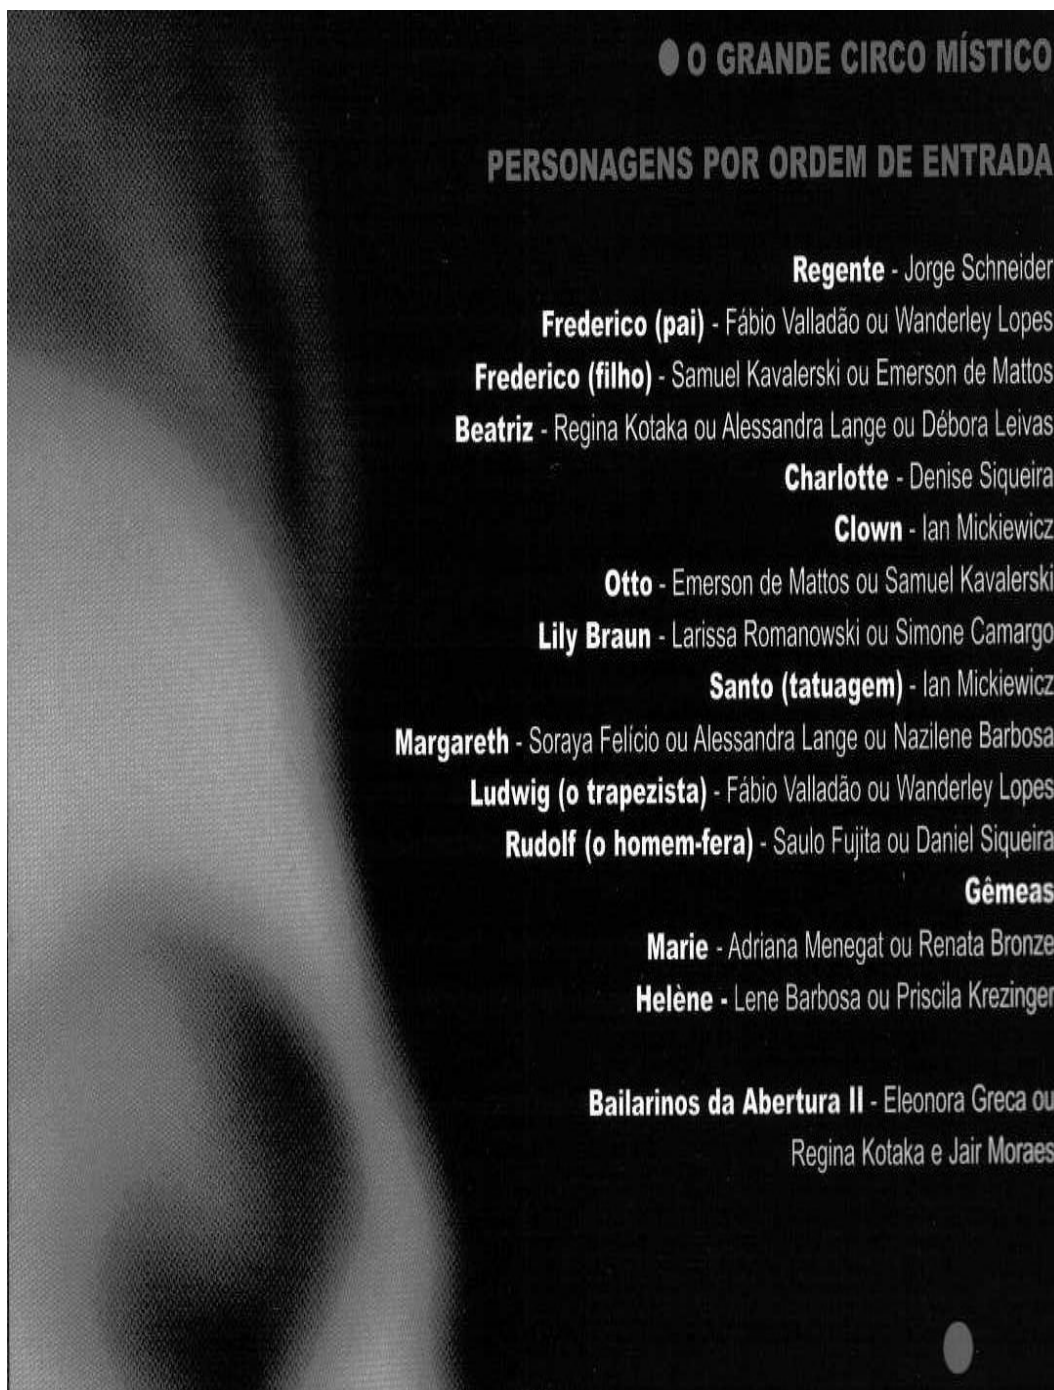 ● O GRANDE CIRCO MÍSTICO
PERSONAGENS POR ORDEM DE ENTRADA
Regente - Jorge Schneider
Frederico (pai) - Fábio Valladão ou Wanderley Lopes
Frederico (filho) - Samuel Kavalerski ou Emerson de Mattos
Beatriz - Regina Kotaka ou Alessandra Lange ou Débora Leivas
Charlotte - Denise Siqueira
Clown - Ian Mickiewicz
Otto - Emerson de Mattos ou Samuel Kavalerski
Lily Braun - Larissa Romanowski ou Simone Camargo
Santo (tatuagem) - Ian Mickiewicz
Margareth - Soraya Felício ou Alessandra Lange ou Nazilene Barbosa
Ludwig (o trapezista) - Fábio Valladão ou Wanderley Lopes
Rudolf (o homem-fera) - Saulo Fujita ou Daniel Siqueira
Gêmeas
Marie - Adriana Menegat ou Renata Bronze
Helène - Lene Barbosa ou Priscila Krezinger
Bailarinos da Abertura II - Eleonora Greca ou
Regina Kotaka e Jair Moraes